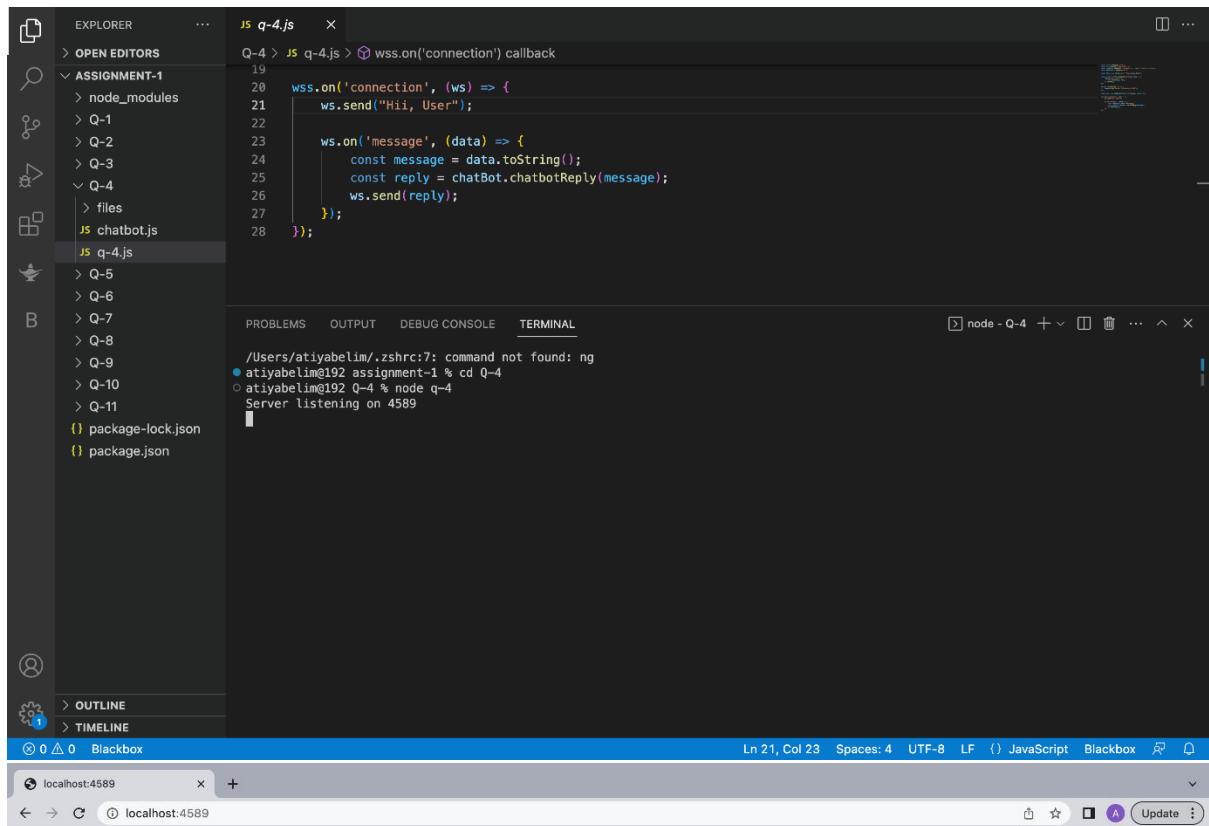 EXPLORER ···
OPEN EDITORS
ASSIGNMENT-1
node_modules
Q-1
Q-2
Q-3
Q-4
files
JS chatbot.js
JS q-4.js
Q-5
Q-6
Q-7
Q-8
Q-9
Q-10
Q-11
{} package-lock.json
{} package.json
OUTLINE
TIMELINE
B
1
JS q-4.js ×
Q-4 > JS q-4.js > wss.on('connection') callback
19
20 wss.on('connection', (ws) => {
21 ws.send("Hii, User");
22
23 ws.on('message', (data) => {
24 const message = data.toString();
25 const reply = chatBot.chatbotReply(message);
26 ws.send(reply);
27 });
28 });
PROBLEMS OUTPUT DEBUG CONSOLE TERMINAL node - Q-4
/Users/atiyabelim/.zshrc:7: command not found: ng
atiyabelim@192 assignment-1 % cd Q-4
atiyabelim@192 Q-4 % node q-4
Server listening on 4589
0 0 Blackbox Ln 21, Col 23 Spaces: 4 UTF-8 LF {} JavaScript Blackbox
localhost:4589 × +
localhost:4589 A Update